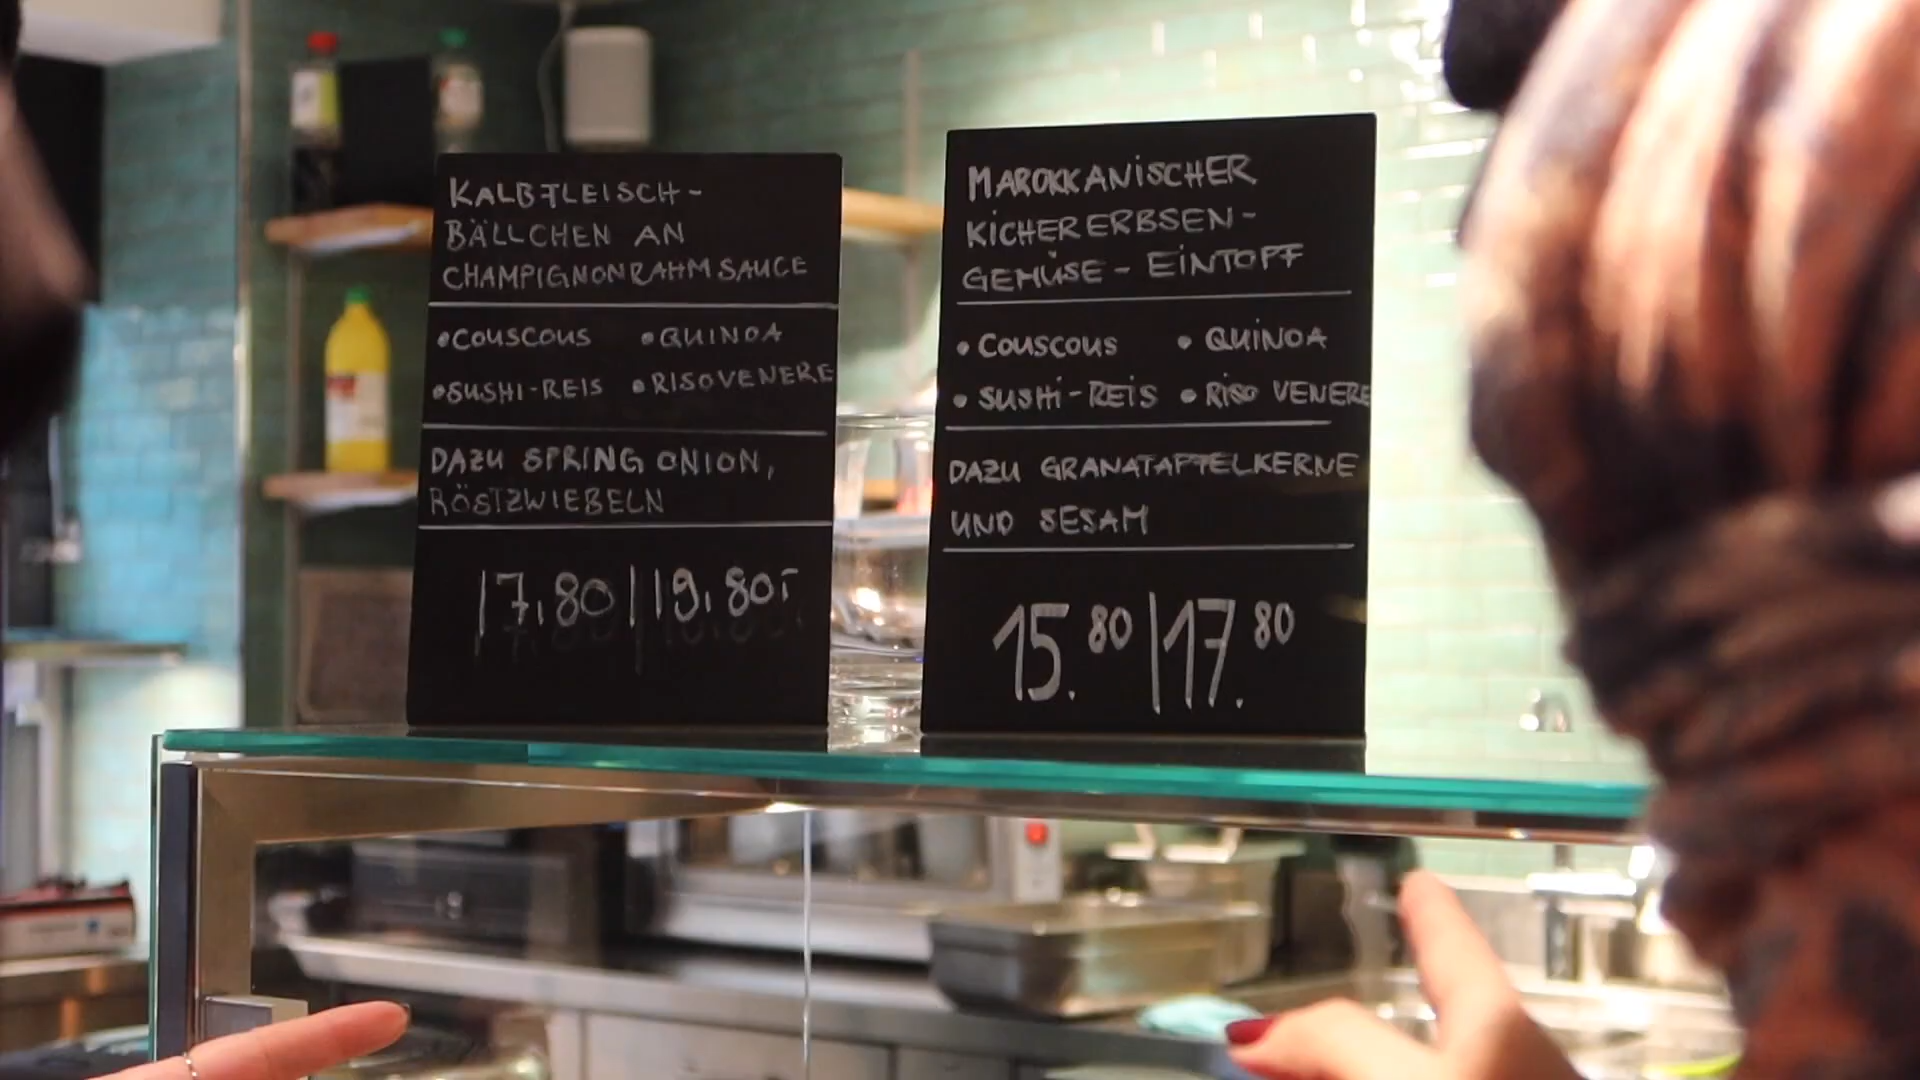 KALBFLEISCH-
BÄLLCHEN AN
CHAMPIGNONRAHMSAUCE
•COUSCOUS •QUINOA
•SUSHI-REIS •RISOVENERE
DAZU SPRING ONION,
RÖSTZWIEBELN
17.80|19.80.-
MAROKKANISCHER
KICHERERBSEN-
GEMÜSE-EINTOPF
• COUSCOUS • QUINOA
• SUSHI-REIS • RISO VENERE
DAZU GRANATAPFELKERNE
UND SESAM
15.80|17.80